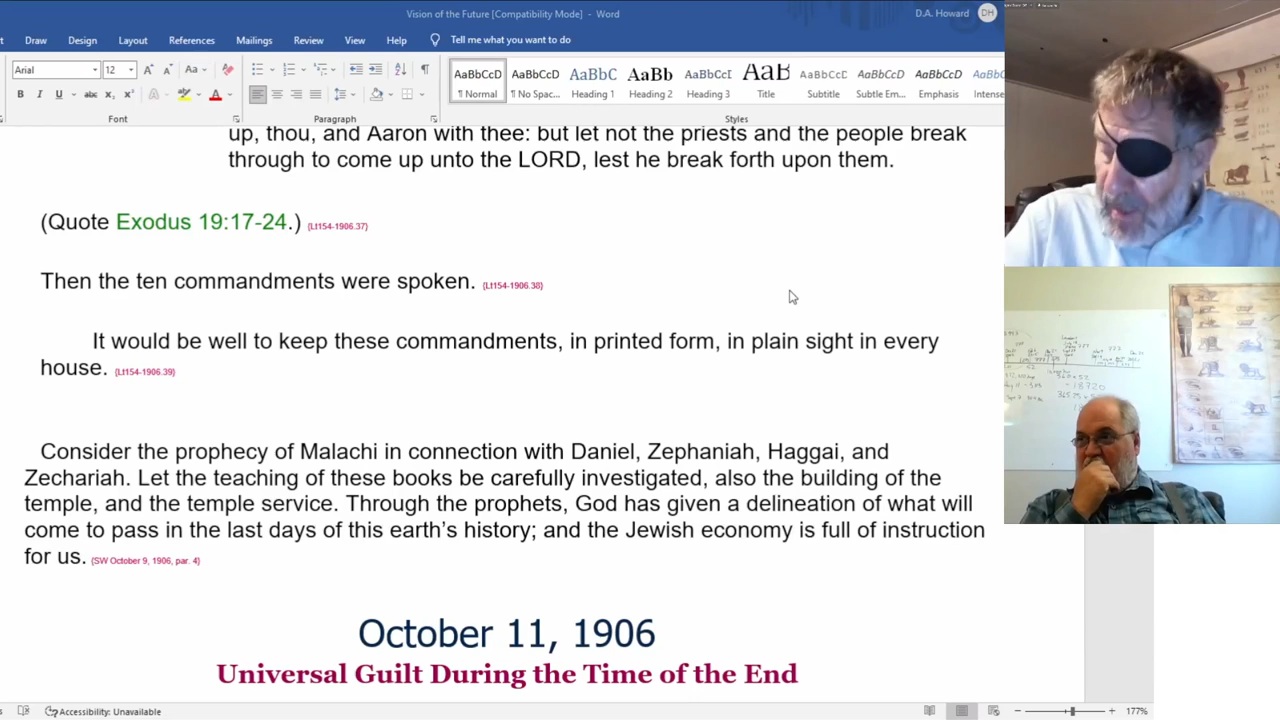 Vision of the Future [Compatibility Mode] - Word
D.A. Howard DH
Draw Design Layout References Mailings Review View Help Tell me what you want to do
Arial 12
AaBbCcD AaBbCcD AaBbC AaBb AaBbCcI AaB AaBbCcD AaBbCcD AaBbCcD
¶ Normal ¶ No Spac... Heading 1 Heading 2 Heading 3 Title Subtitle Subtle Em... Emphasis Intense
Font Paragraph Styles
up, thou, and Aaron with thee: but let not the priests and the people break
through to come up unto the LORD, lest he break forth upon them.
(Quote Exodus 19:17-24.) {Lt154-1906.37}
Then the ten commandments were spoken. {Lt154-1906.38}
It would be well to keep these commandments, in printed form, in plain sight in every
house. {Lt154-1906.39}
Consider the prophecy of Malachi in connection with Daniel, Zephaniah, Haggai, and
Zechariah. Let the teaching of these books be carefully investigated, also the building of the
temple, and the temple service. Through the prophets, God has given a delineation of what will
come to pass in the last days of this earth's history; and the Jewish economy is full of instruction
for us. {SW October 9, 1906, par. 4}
October 11, 1906
Universal Guilt During the Time of the End
Accessibility: Unavailable
177%